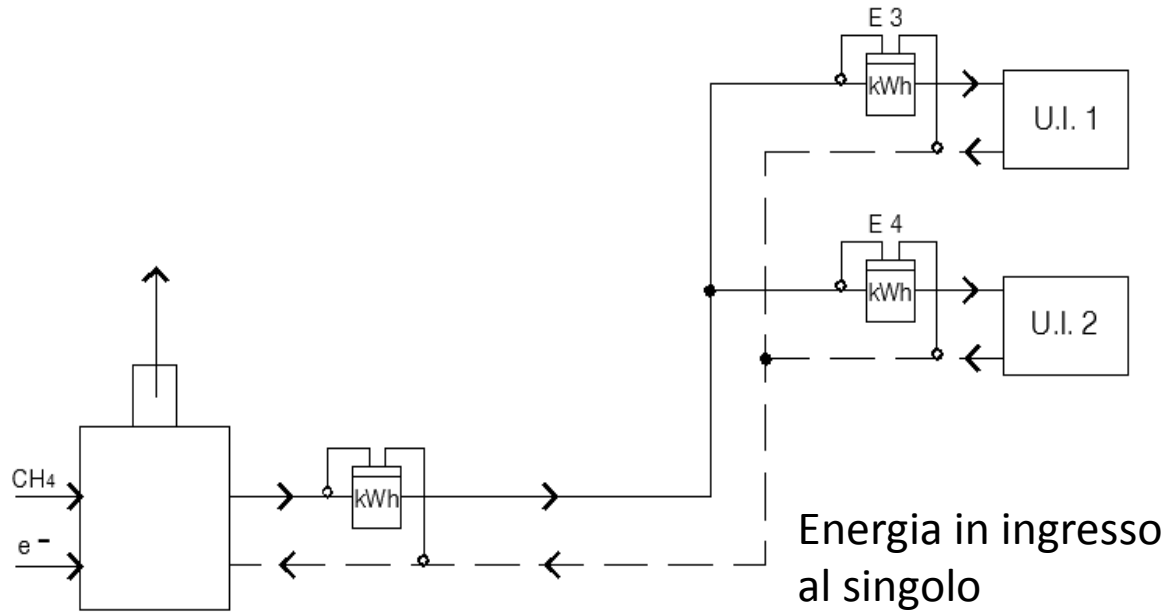 E 3
kWh
U.I. 1
E 4
kWh
U.I. 2
CH₄
kWh
e⁻
Energia in ingresso
al singolo